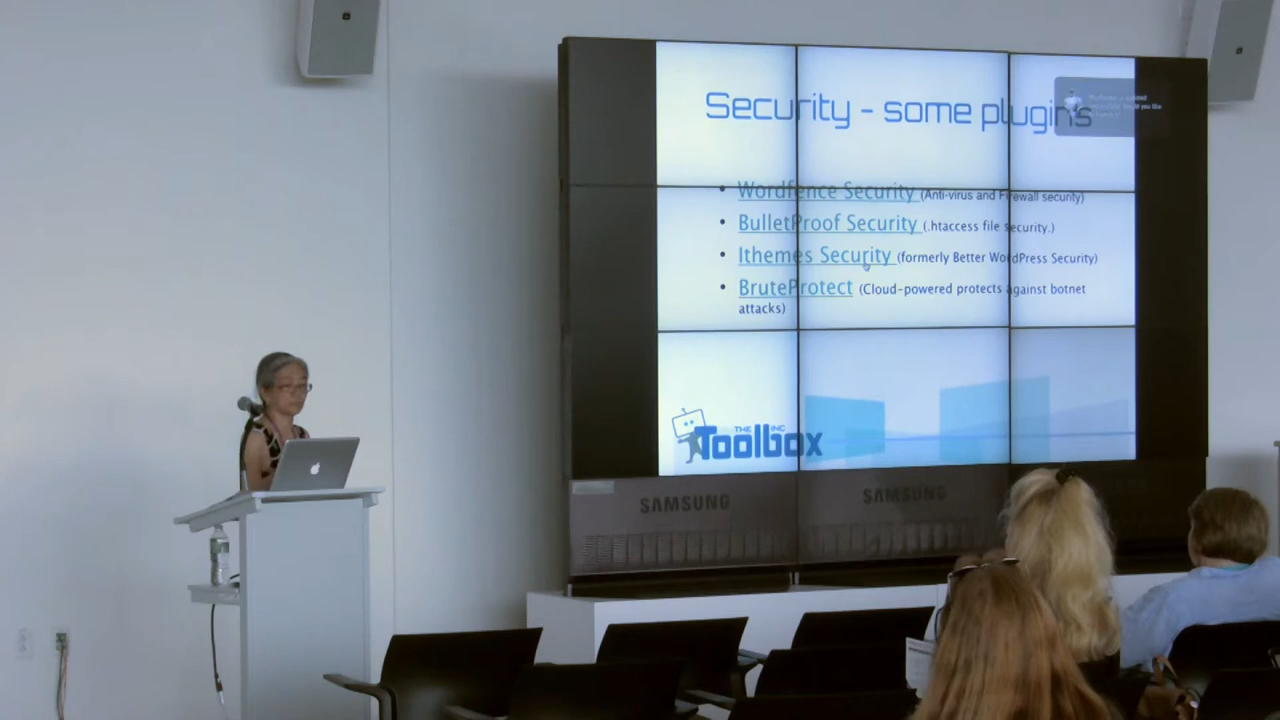 Security - some plugins
• Wordfence Security (Anti-virus and Firewall security)
• BulletProof Security (.htaccess file security.)
• Ithemes Security (formerly Better WordPress Security)
• BruteProtect (Cloud-powered protects against botnet
attacks)
THE INC
Toolbox
SAMSUNG SAMSUNG